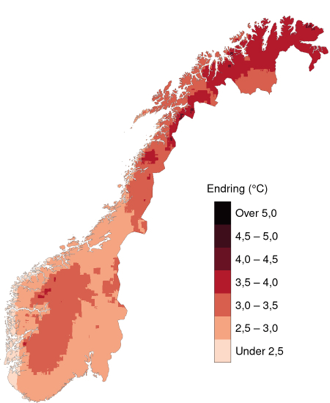 Endring (°C)
Over 5,0
4,5 – 5,0
4,0 – 4,5
3,5 – 4,0
3,0 – 3,5
2,5 – 3,0
Under 2,5